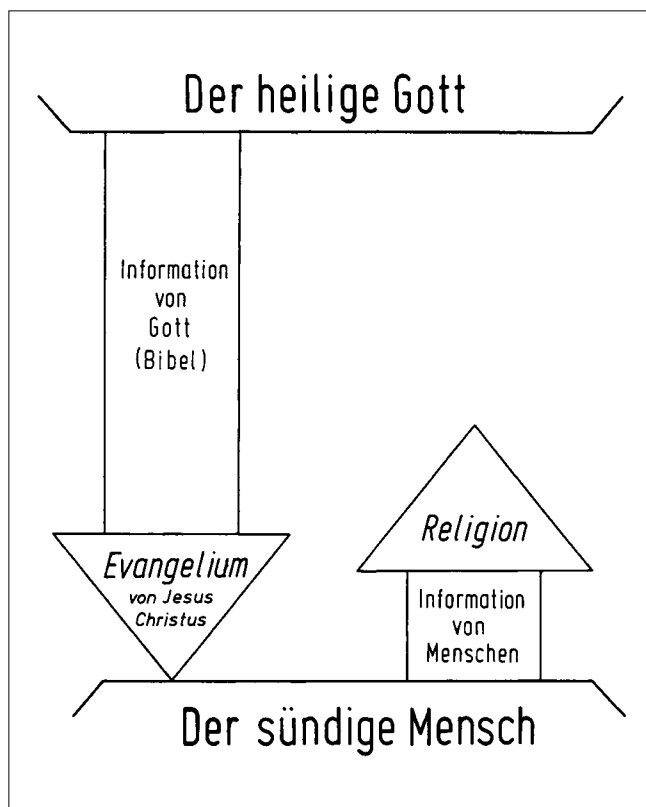 Der heilige Gott
Information
von
Gott
(Bibel)
Evangelium
von Jesus
Christus
Religion
Information
von
Menschen
Der sündige Mensch